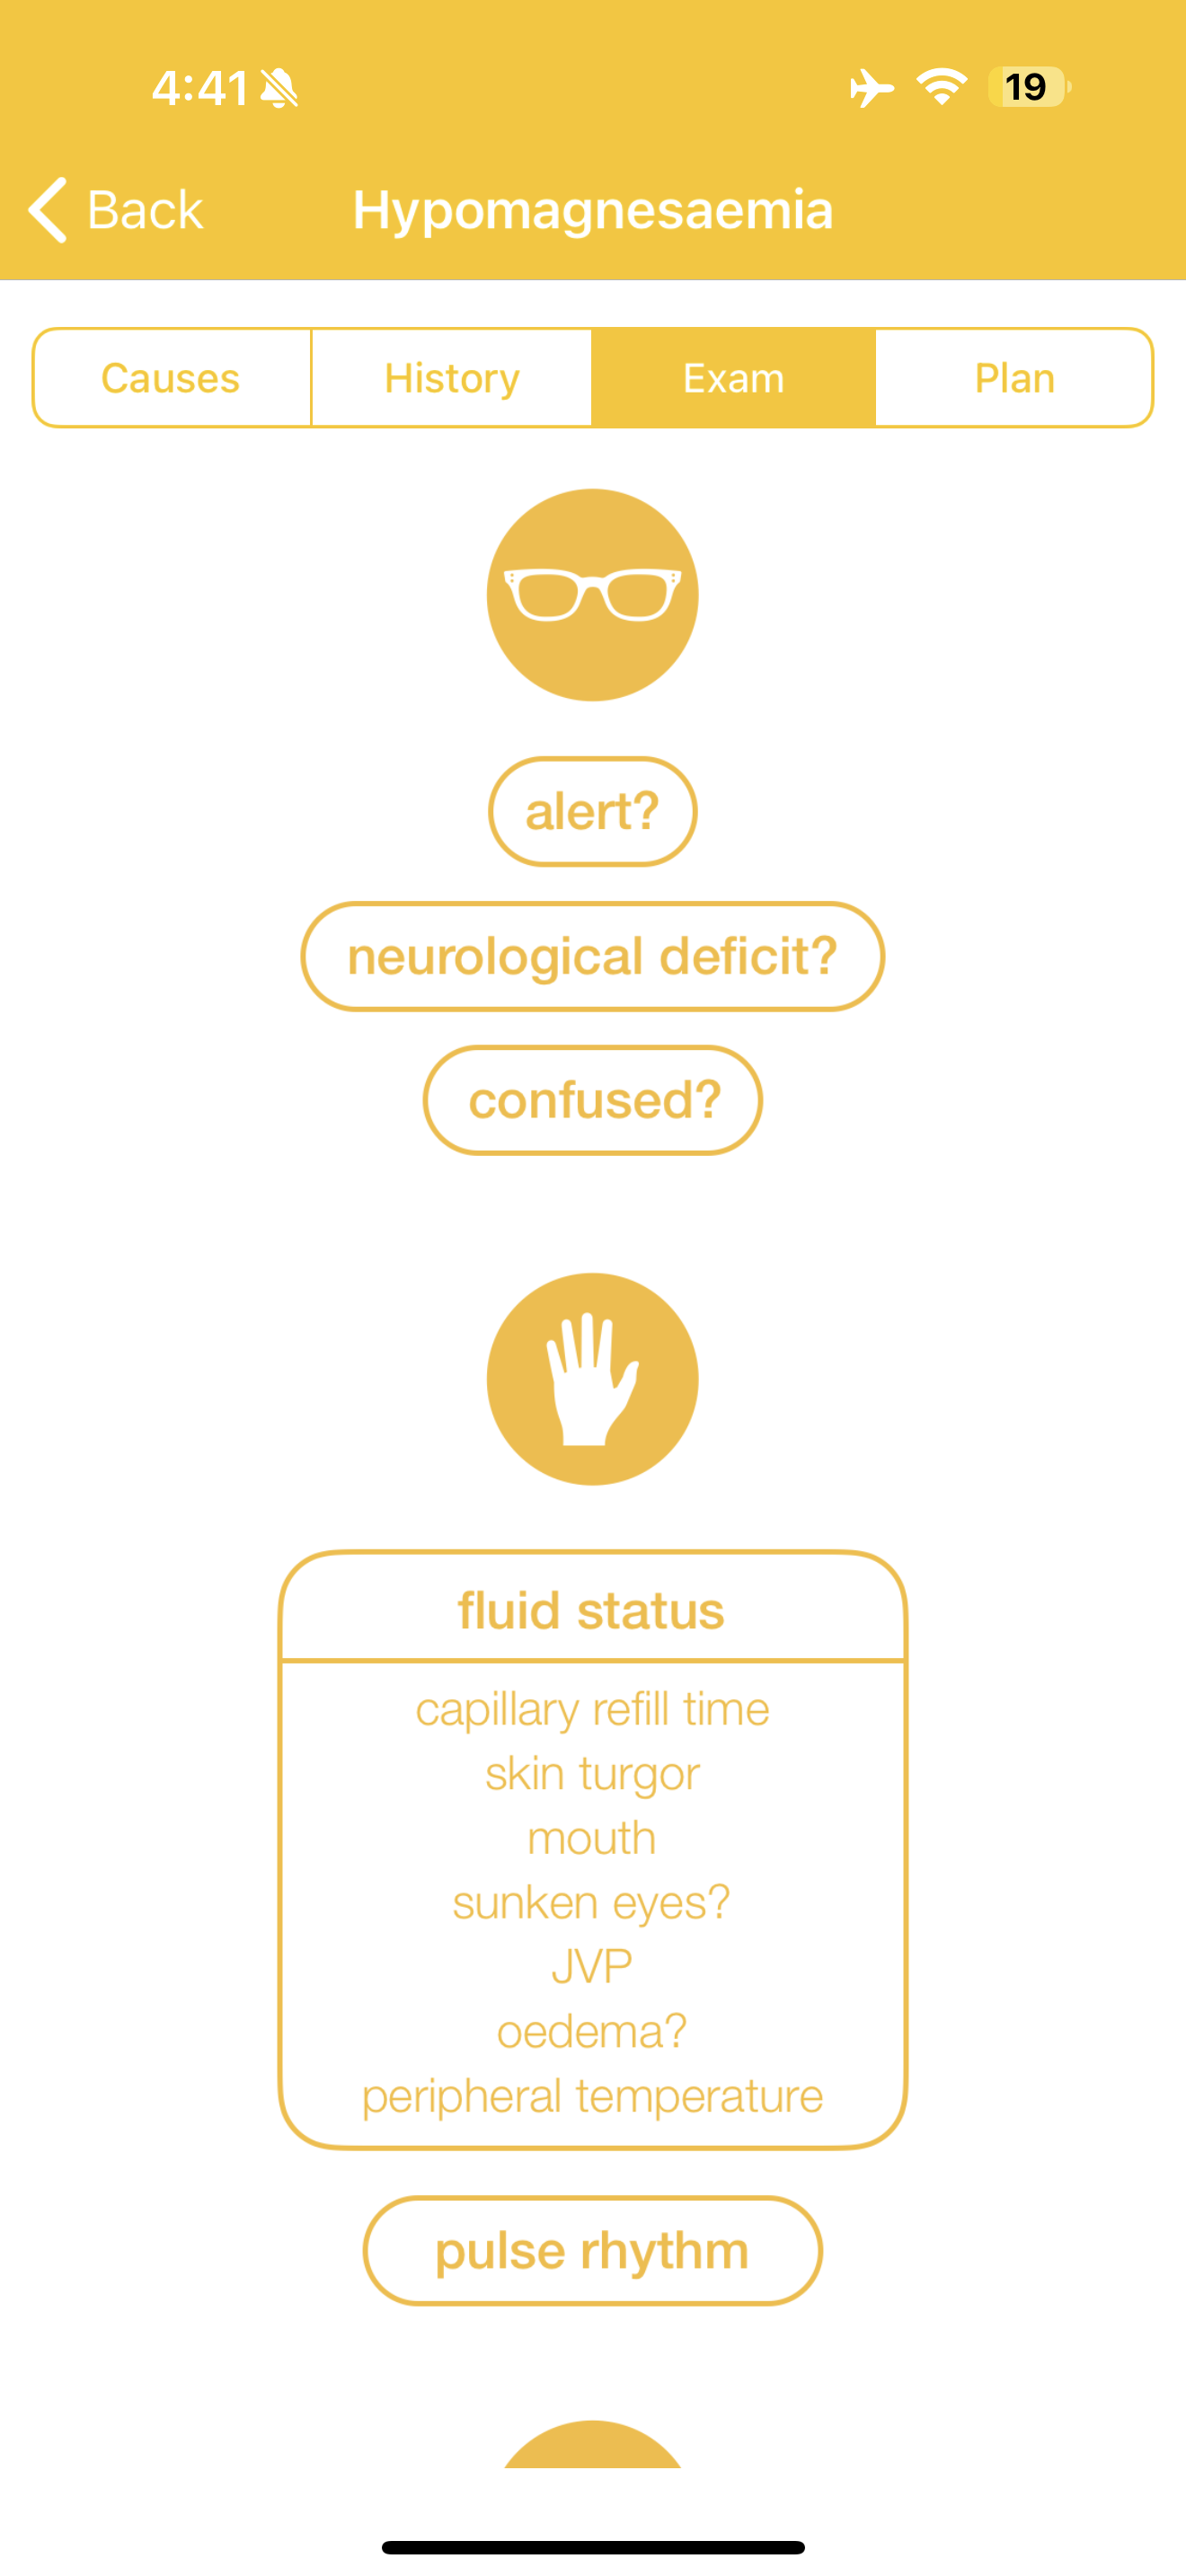 4:41
19
Back
Hypomagnesaemia
Causes
History
Exam
Plan
alert?
neurological deficit?
confused?
fluid status
capillary refill time
skin turgor
mouth
sunken eyes?
JVP
oedema?
peripheral temperature
pulse rhythm